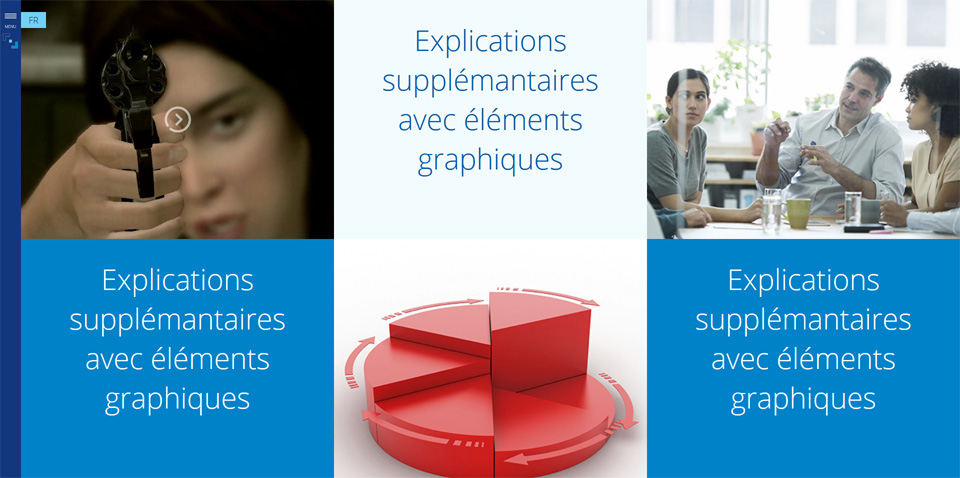 FR
MENU
Explications
supplémantaires
avec éléments
graphiques
Explications
supplémantaires
avec éléments
graphiques
Explications
supplémantaires
avec éléments
graphiques